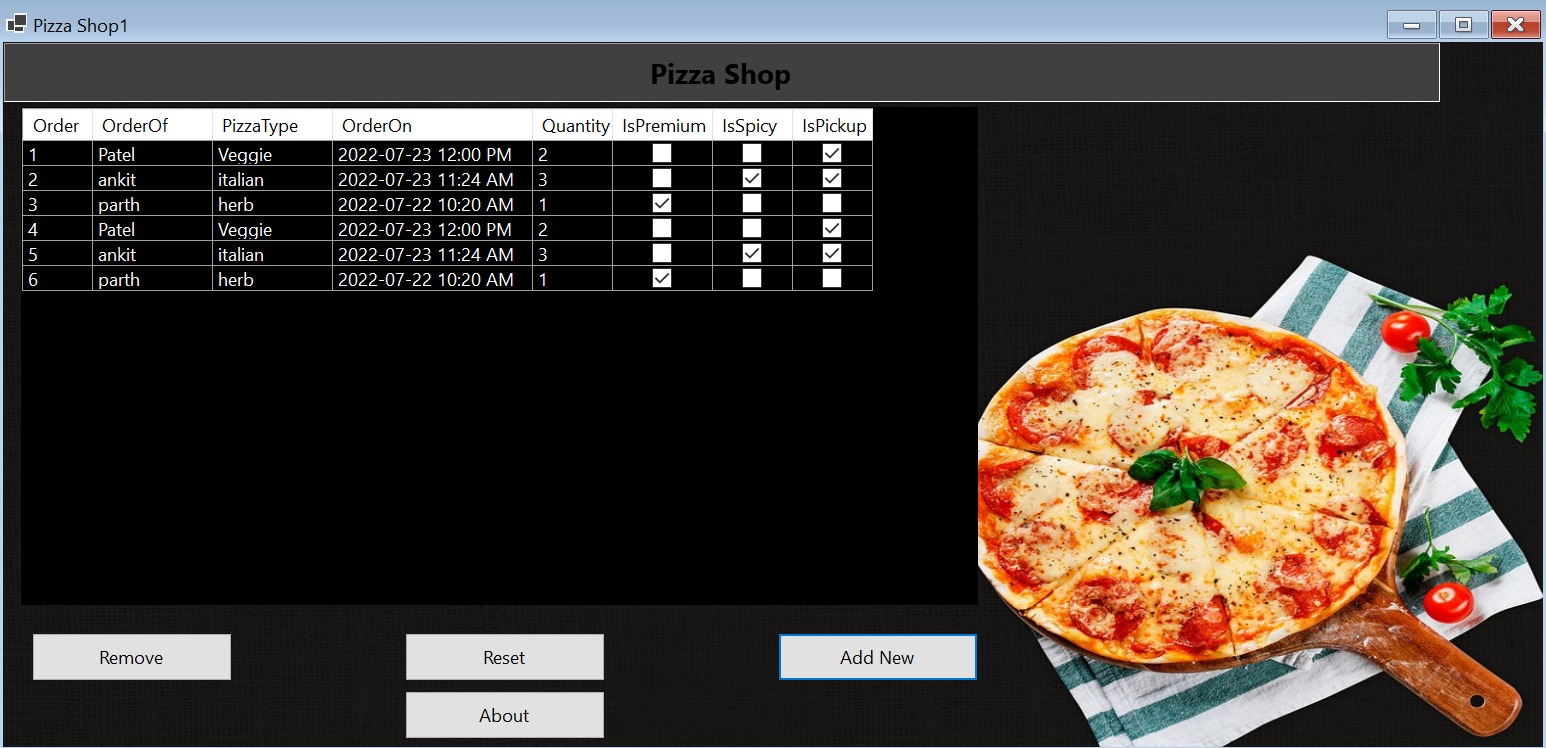 Pizza Shop1
Pizza Shop
Order OrderOf PizzaType OrderOn Quantity IsPremium IsSpicy IsPickup
1 Patel Veggie 2022-07-23 12:00 PM 2
2 ankit italian 2022-07-23 11:24 AM 3
3 parth herb 2022-07-22 10:20 AM 1
4 Patel Veggie 2022-07-23 12:00 PM 2
5 ankit italian 2022-07-23 11:24 AM 3
6 parth herb 2022-07-22 10:20 AM 1
Remove Reset Add New
About